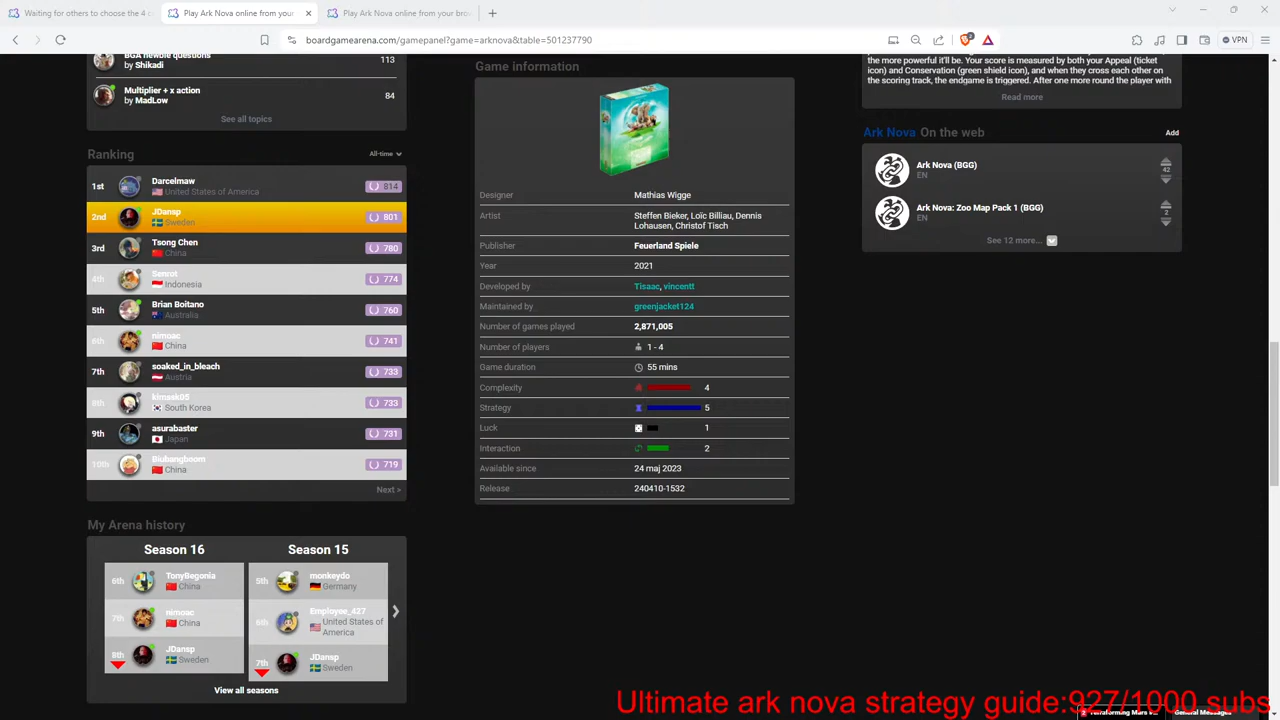 Waiting for others to choose the 4 c
Play Ark Nova online from your
Play Ark Nova online from your bro
boardgamearena.com/gamepanel?game=arknova&table=501237790
VPN
BGA newbie questions
by Shikadi
113
Multiplier + x action
by MadLow
84
See all topics
Ranking
All-time
1st
Darcelmaw
United States of America
814
2nd
JDansp
Sweden
801
3rd
Tsong Chen
China
780
4th
Senrot
Indonesia
774
5th
Brian Boitano
Australia
760
6th
nimoac
China
741
7th
soaked_in_bleach
Austria
733
8th
kimssk05
South Korea
733
9th
asurabaster
Japan
731
10th
Biubangboom
China
719
Next >
My Arena history
Season 16
6th
TonyBegonia
China
7th
nimoac
China
8th
JDansp
Sweden
Season 15
5th
monkeydo
Germany
6th
Employee_427
United States of
America
7th
JDansp
Sweden
View all seasons
Game information
Designer
Mathias Wigge
Artist
Steffen Bieker, Loïc Billiau, Dennis
Lohausen, Christof Tisch
Publisher
Feuerland Spiele
Year
2021
Developed by
Tisaac, vincentt
Maintained by
greenjacket124
Number of games played
2,871,005
Number of players
1 - 4
Game duration
55 mins
Complexity
4
Strategy
5
Luck
1
Interaction
2
Available since
24 maj 2023
Release
240410-1532
the more powerful it'll be. Your score is measured by both your Appeal (ticket
icon) and Conservation (green shield icon), and when they cross each other on
the scoring track, the endgame is triggered. After one more round the player with
Read more
Ark Nova On the web
Add
Ark Nova (BGG)
EN
42
Ark Nova: Zoo Map Pack 1 (BGG)
EN
2
See 12 more...
Ultimate ark nova strategy guide:927/1000 subs
Terraforming Mars
General Messages